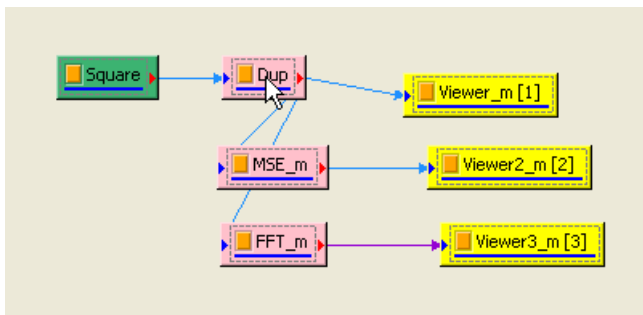 Square
Dup
Viewer_m [1]
MSE_m
Viewer2_m [2]
FFT_m
Viewer3_m [3]